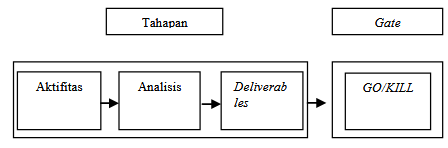 Tahapan
Gate
Aktifitas
Analisis
Deliverab
les
GO/KILL